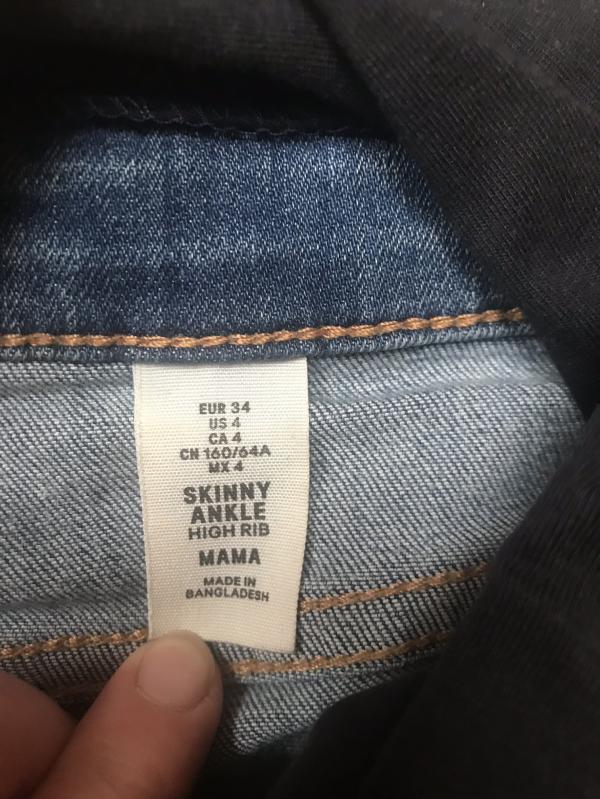 EUR 34
US 4
CA 4
CN 160/64A
MX 4
SKINNY
ANKLE
HIGH RIB
MAMA
MADE IN
BANGLADESH